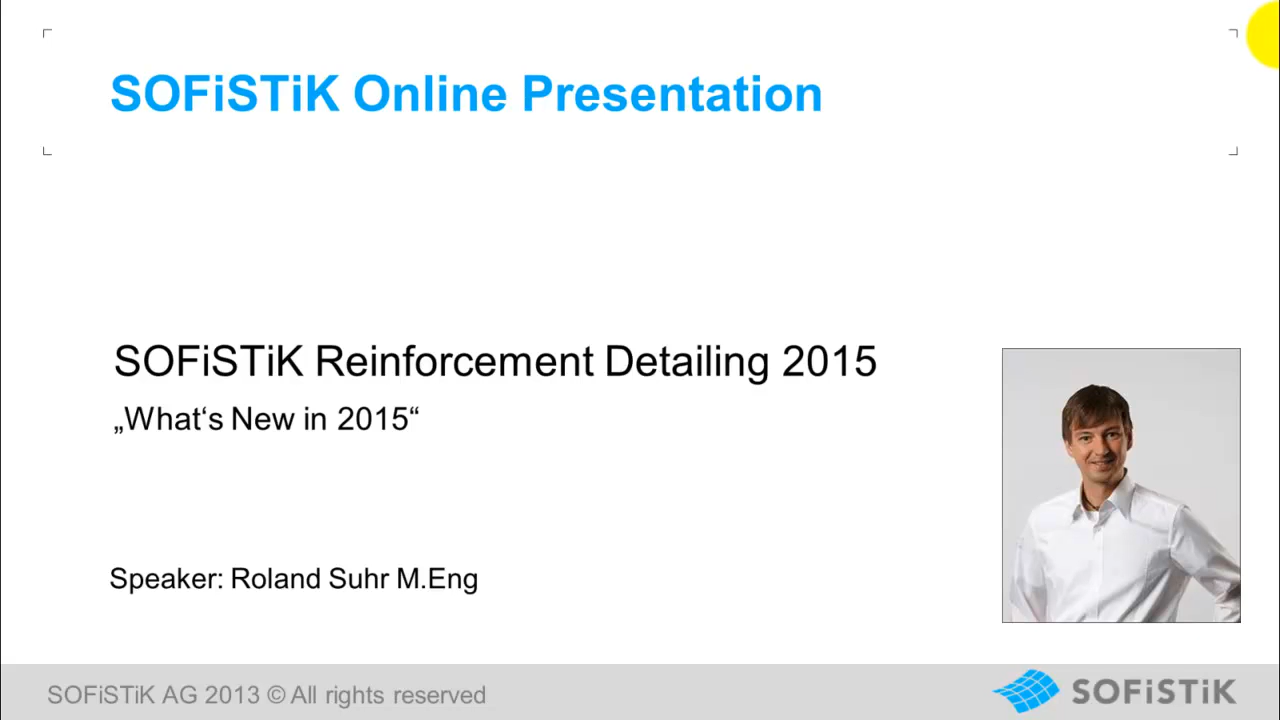 SOFiSTiK Online Presentation
SOFiSTiK Reinforcement Detailing 2015
„What‘s New in 2015“
Speaker: Roland Suhr M.Eng
SOFiSTiK AG 2013 © All rights reserved
SOFiSTiK